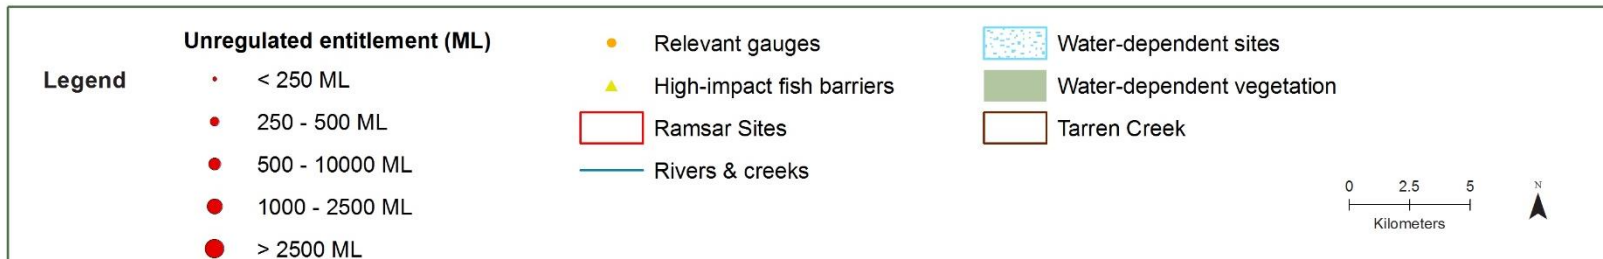 Unregulated entitlement (ML)
Legend
< 250 ML
250 - 500 ML
500 - 10000 ML
1000 - 2500 ML
> 2500 ML
Relevant gauges
High-impact fish barriers
Ramsar Sites
Rivers & creeks
Water-dependent sites
Water-dependent vegetation
Tarren Creek
0 2.5 5
Kilometers
N